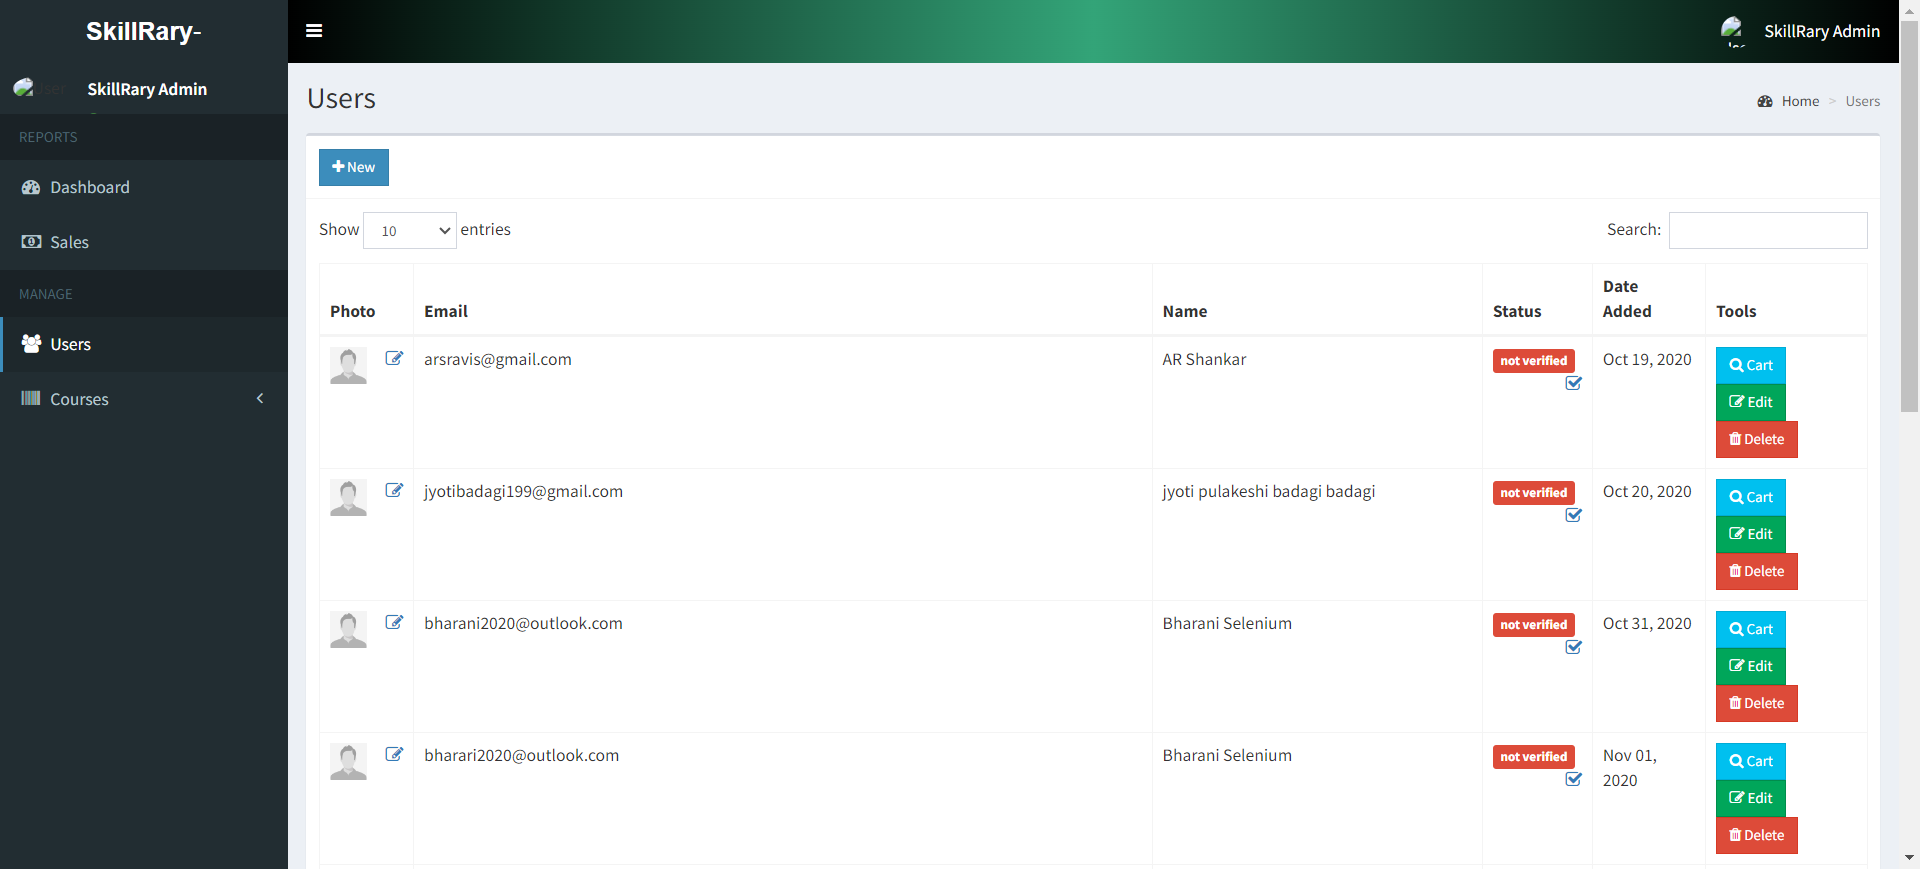 SkillRary-
SkillRary Admin
SkillRary Admin
REPORTS
Dashboard
Sales
MANAGE
Users
Courses
Users
Home > Users
New
Show 10 entries
Search:
Photo Email Name Status Date Added Tools
arsravis@gmail.com AR Shankar not verified Oct 19, 2020 Cart
Edit
Delete
jyotibadagi199@gmail.com jyoti pulakeshi badagi badagi not verified Oct 20, 2020 Cart
Edit
Delete
bharani2020@outlook.com Bharani Selenium not verified Oct 31, 2020 Cart
Edit
Delete
bharari2020@outlook.com Bharani Selenium not verified Nov 01, 2020 Cart
Edit
Delete